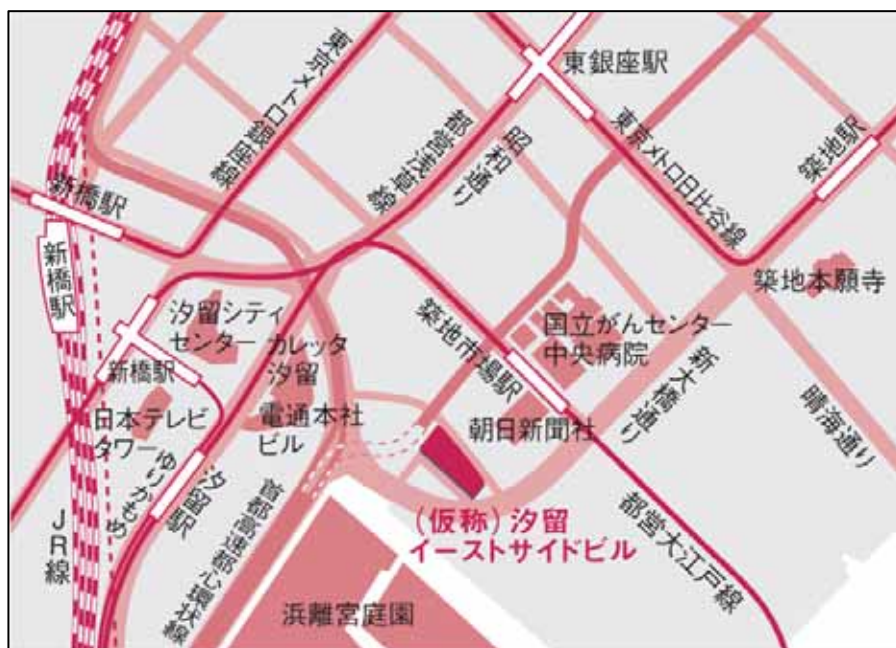 東銀座駅
東京メトロ銀座線
都営浅草線
昭和通り
東京メトロ日比谷線
築地駅
新橋駅
新橋駅
築地本願寺
汐留シティ
センター
カレッタ
汐留
築地市場駅
国立がんセンター
中央病院
新大橋通り
晴海通り
新橋駅
日本テレビ
タワー
電通本社
ビル
朝日新聞社
ゆりかもめ
汐留駅
首都高速都心環状線
JR線
(仮称)汐留
イーストサイドビル
都営大江戸線
浜離宮庭園